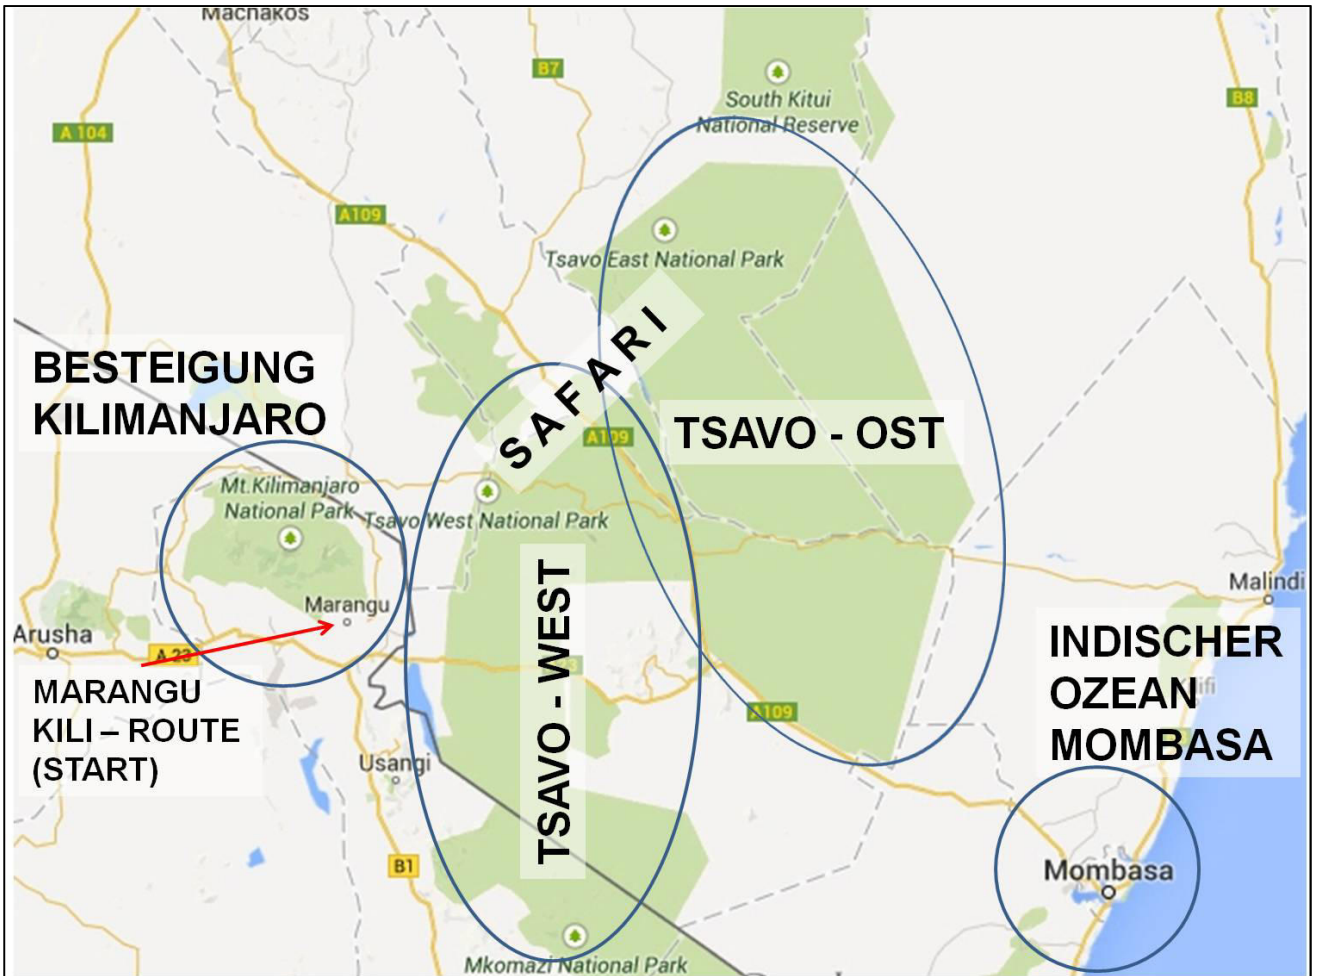 Machakos
B7
South Kitui
National Reserve
B8
A 104
A109
Tsavo East National Park
SAFARI
BESTEIGUNG
KILIMANJARO
A109
TSAVO - OST
Mt.Kilimanjaro
National Park
Tsavo West National Park
Marangu
Malindi
Arusha
A 23
MARANGU
KILI – ROUTE
(START)
TSAVO - WEST
INDISCHER
OZEAN
MOMBASA
Kilifi
A109
Usangi
B1
Mombasa
Mkomazi National Park